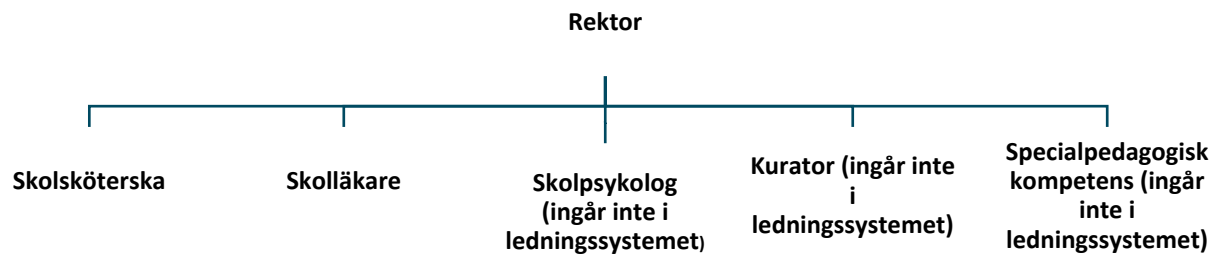 Rektor
Skolsköterska
Skolläkare
Skolpsykolog
(ingår inte i
ledningssystemet)
Kurator (ingår inte
i
ledningssystemet)
Specialpedagogisk
kompetens (ingår
inte i
ledningssystemet)